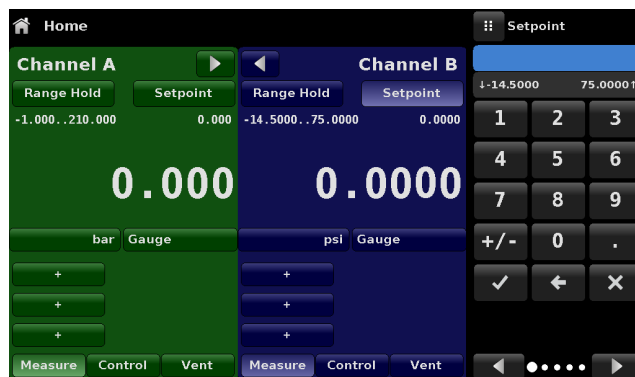 Home
Setpoint
Channel A
Channel B
Range Hold Setpoint
Range Hold Setpoint
-1.000..210.000 0.000
-14.5000..75.0000 0.0000
↓-14.5000 75.0000↑
0.000
0.0000
bar Gauge
psi Gauge
+
+
+
+
+
+
Measure Control Vent
Measure Control Vent
1 2 3
4 5 6
7 8 9
+/- 0 .